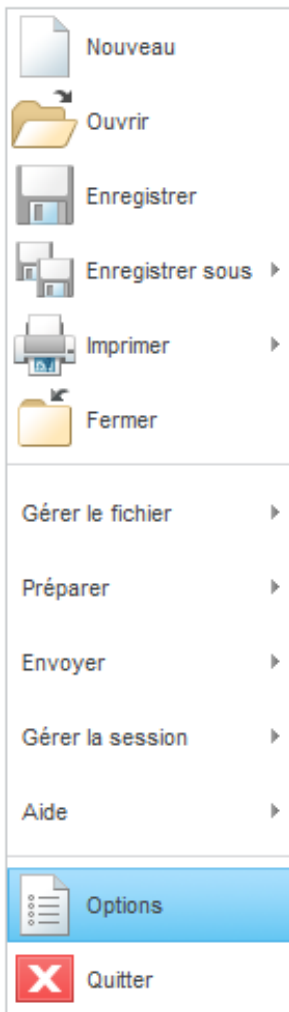 Nouveau
Ouvrir
Enregistrer
Enregistrer sous
Imprimer
Fermer
Gérer le fichier
Préparer
Envoyer
Gérer la session
Aide
Options
Quitter